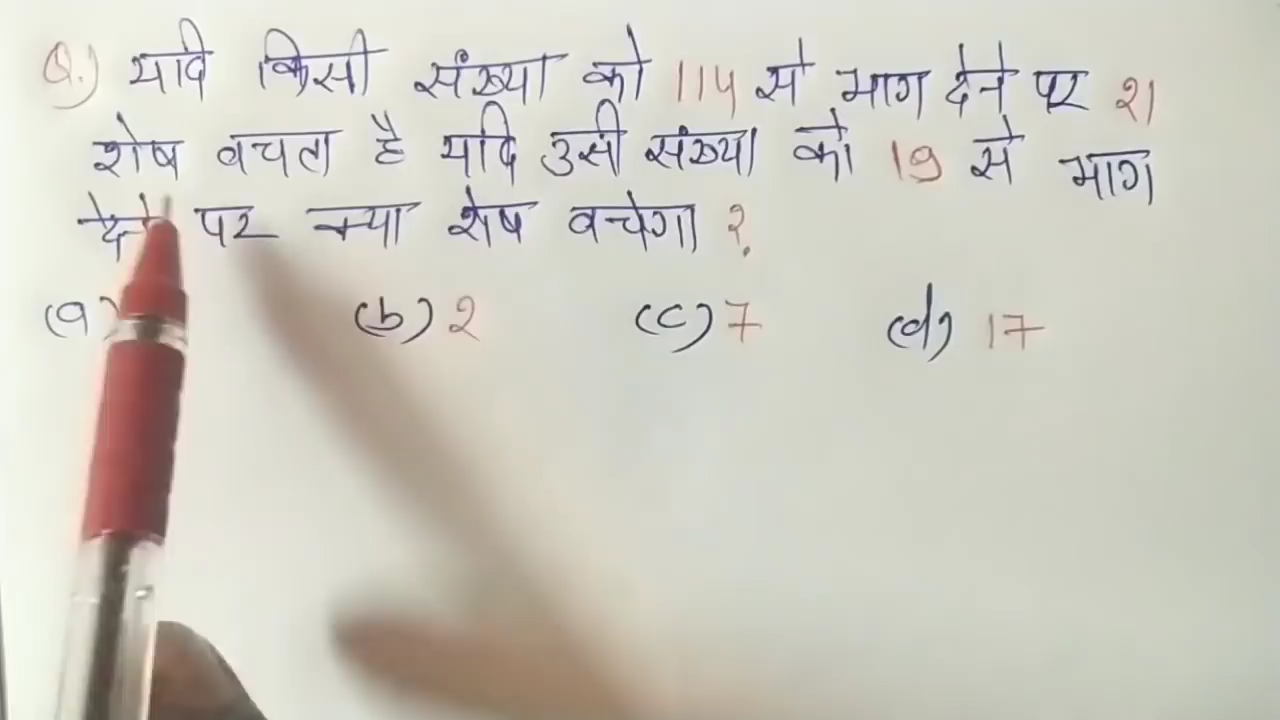 Q.) यदि किसी संख्या को 114 से भाग देने पर 21
शेष बचता है यदि उसी संख्या को 19 से भाग
देने पर क्या शेष बचेगा ?
(a) (b) 2 (c) 7 (d) 17